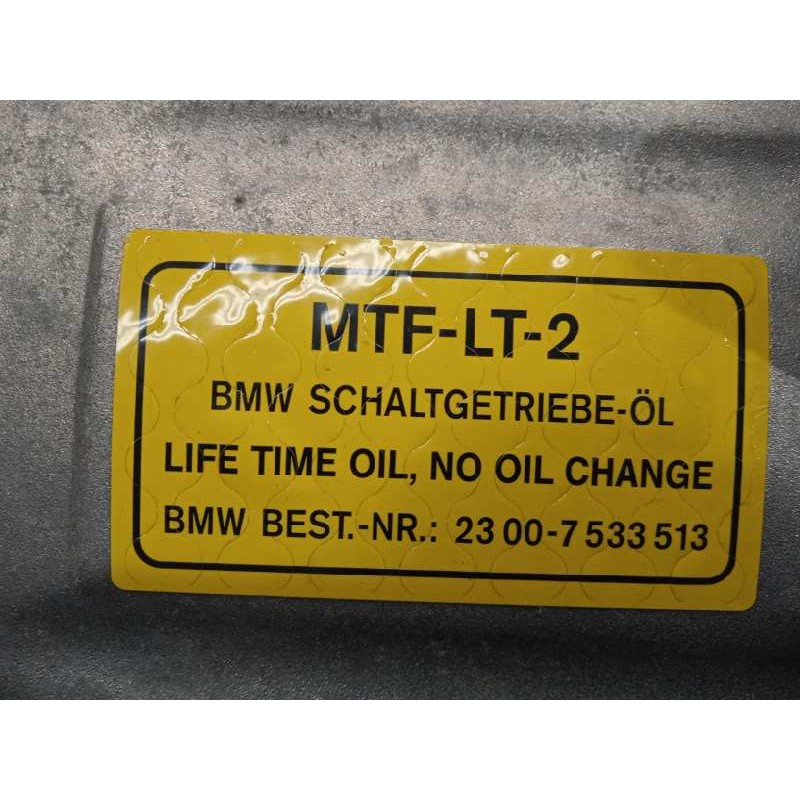 MTF-LT-2
BMW SCHALTGETRIEBE-ÖL
LIFE TIME OIL, NO OIL CHANGE
BMW BEST.-NR.: 23 00-7 533 513